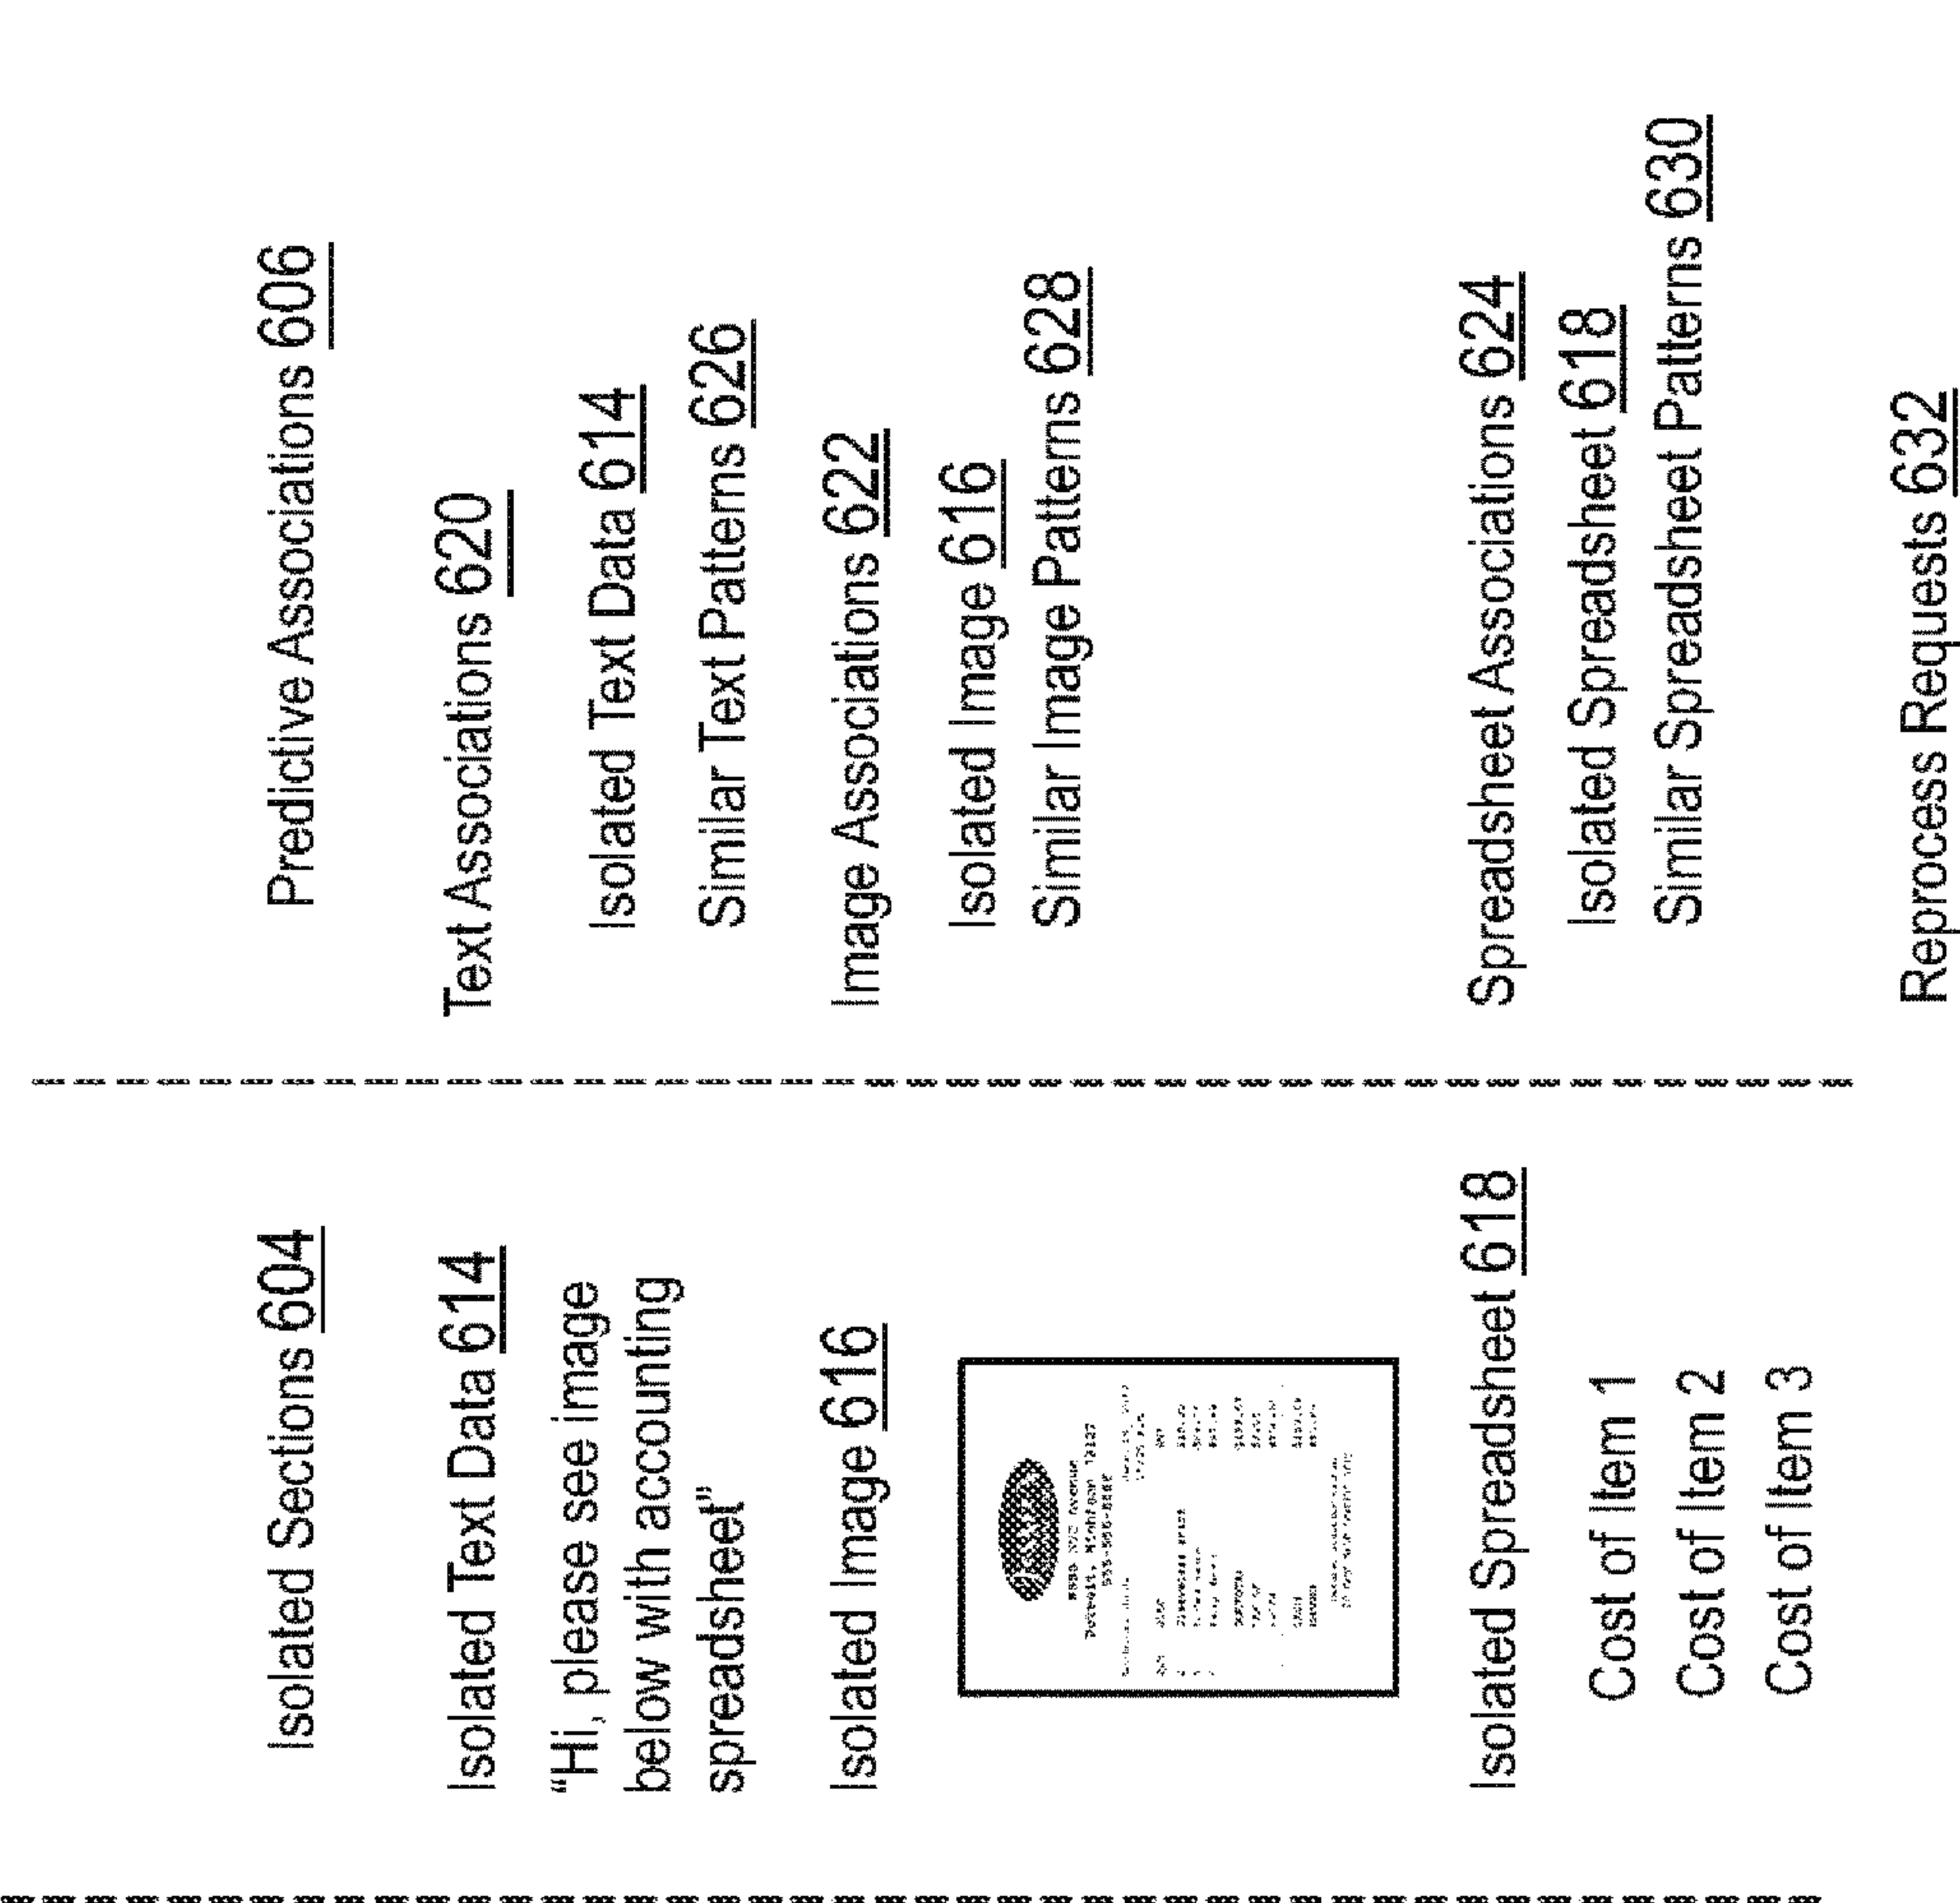 Isolated Sections 604
Isolated Text Data 614
“Hi, please see image
below with accounting
spreadsheet”
Isolated Image 616
Detroit, Michigan
Isolated Spreadsheet 618
Cost of Item 1
Cost of Item 2
Cost of Item 3
Predictive Associations 606
Text Associations 620
Isolated Text Data 614
Similar Text Patterns 626
Image Associations 622
Isolated Image 616
Similar Image Patterns 628
Spreadsheet Associations 624
Isolated Spreadsheet 618
Similar Spreadsheet Patterns 630
Reprocess Requests 632